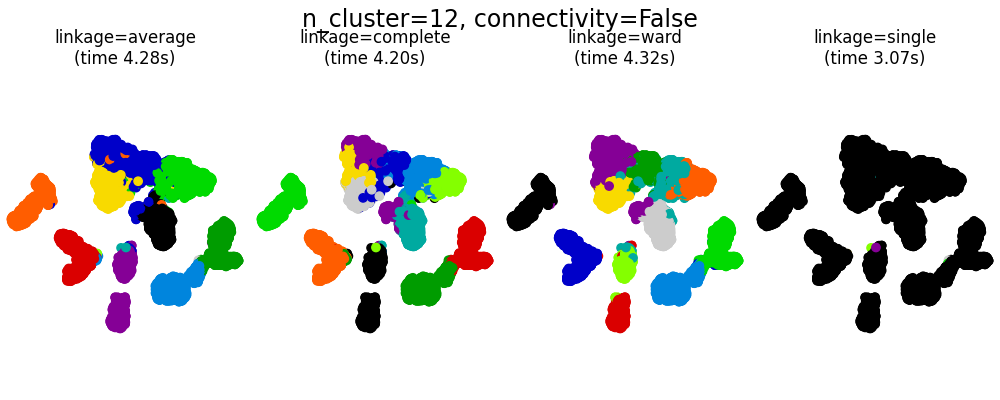 n_cluster=12, connectivity=False
linkage=average
(time 4.28s)
linkage=complete
(time 4.20s)
linkage=ward
(time 4.32s)
linkage=single
(time 3.07s)